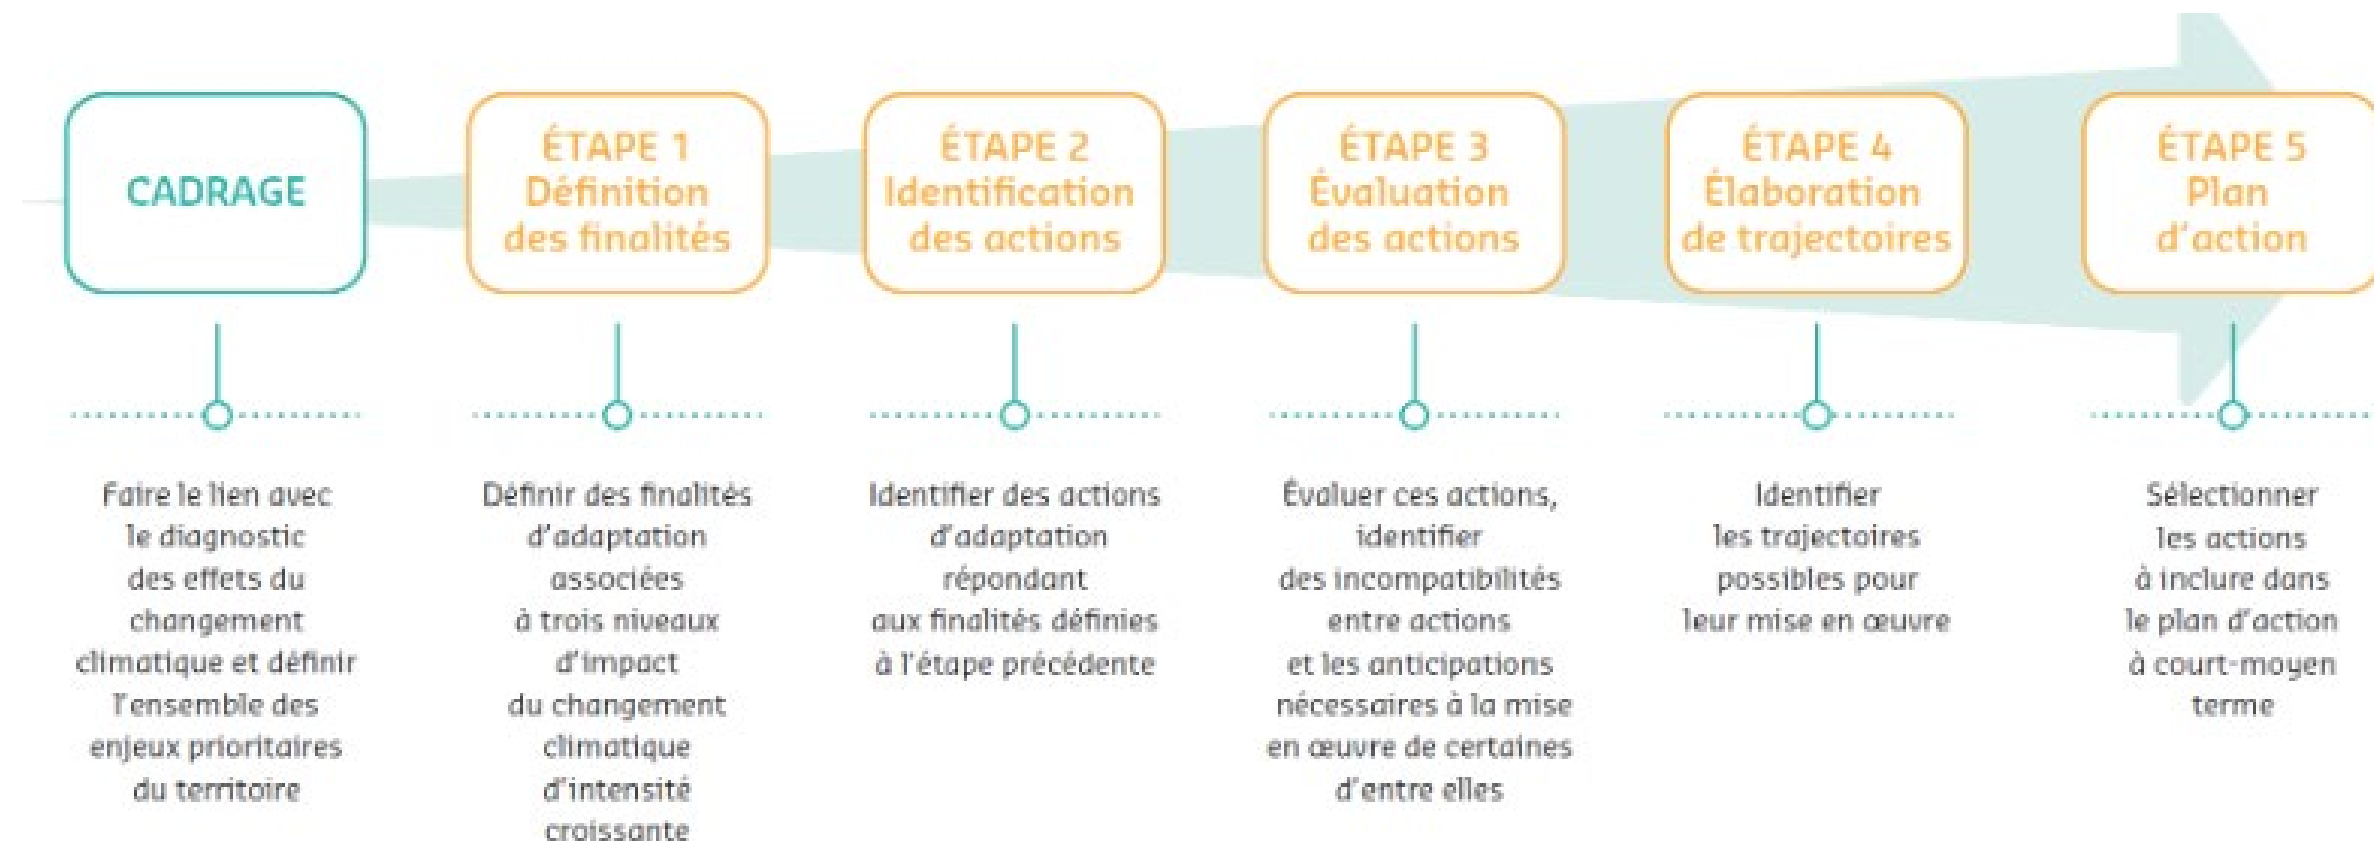 CADRAGE
ÉTAPE 1
Définition
des finalités
ÉTAPE 2
Identification
des actions
ÉTAPE 3
Évaluation
des actions
ÉTAPE 4
Élaboration
de trajectoires
ÉTAPE 5
Plan
d'action
Faire le lien avec
le diagnostic
des effets du
changement
climatique et définir
l'ensemble des
enjeux prioritaires
du territoire
Définir des finalités
d'adaptation
associées
à trois niveaux
d'impact
du changement
climatique
d'intensité
croissante
Identifier des actions
d'adaptation
répondant
aux finalités définies
à l'étape précédente
Évaluer ces actions,
identifier
des incompatibilités
entre actions
et les anticipations
nécessaires à la mise
en œuvre de certaines
d'entre elles
Identifier
les trajectoires
possibles pour
leur mise en œuvre
Sélectionner
les actions
à inclure dans
le plan d'action
à court-moyen
terme